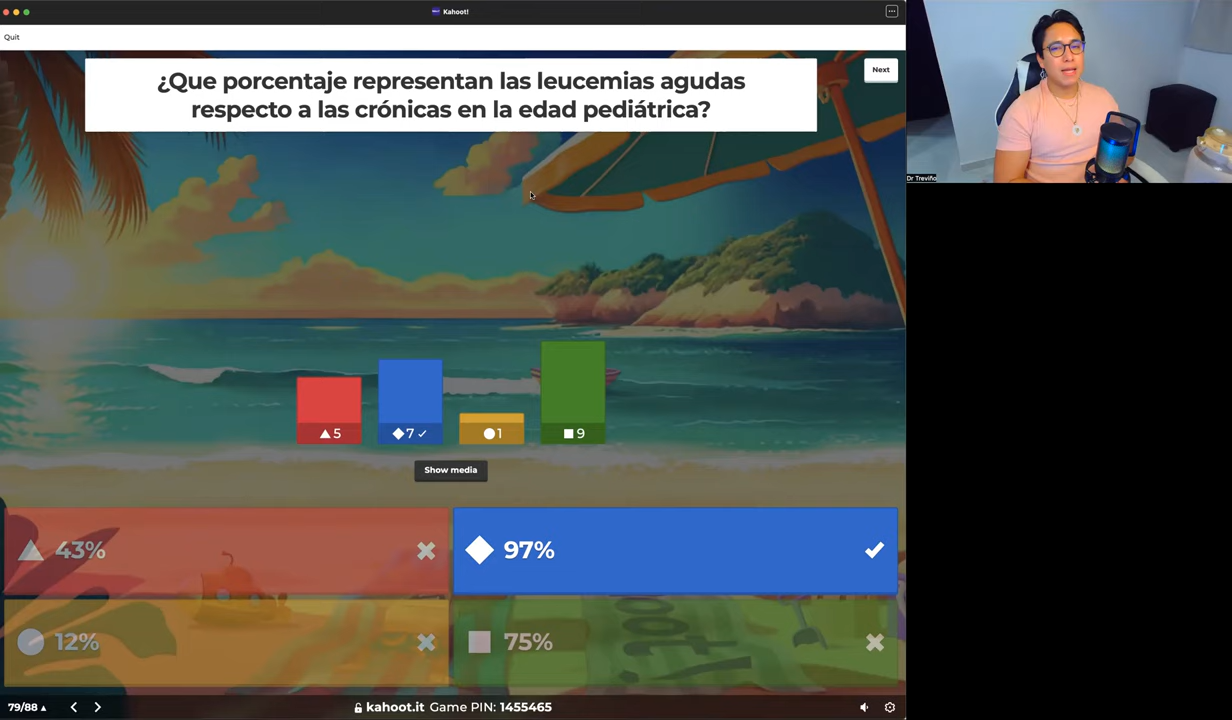 Kahoot!
Quit
¿Que porcentaje representan las leucemias agudas
respecto a las crónicas en la edad pediátrica?
Next
Dr Treviño
5
7
1
9
Show media
43%
97%
12%
75%
79/88
kahoot.it Game PIN: 1455465